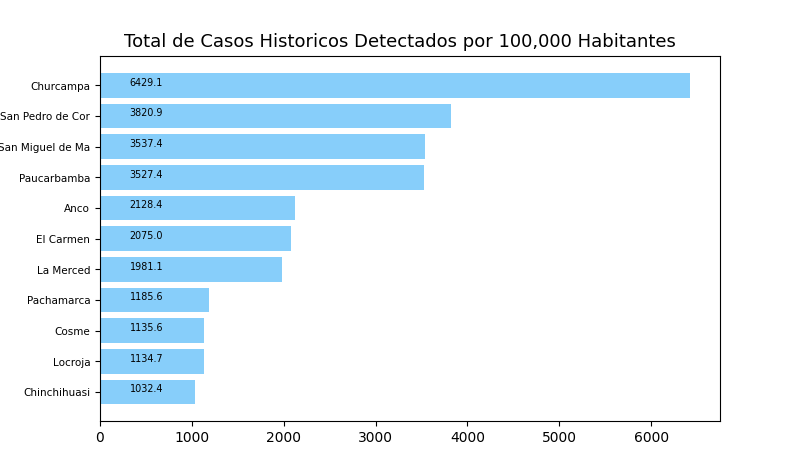 Total de Casos Historicos Detectados por 100,000 Habitantes
Churcampa 6429.1
San Pedro de Cor 3820.9
San Miguel de Ma 3537.4
Paucarbamba 3527.4
Anco 2128.4
El Carmen 2075.0
La Merced 1981.1
Pachamarca 1185.6
Cosme 1135.6
Locroja 1134.7
Chinchihuasi 1032.4
0 1000 2000 3000 4000 5000 6000